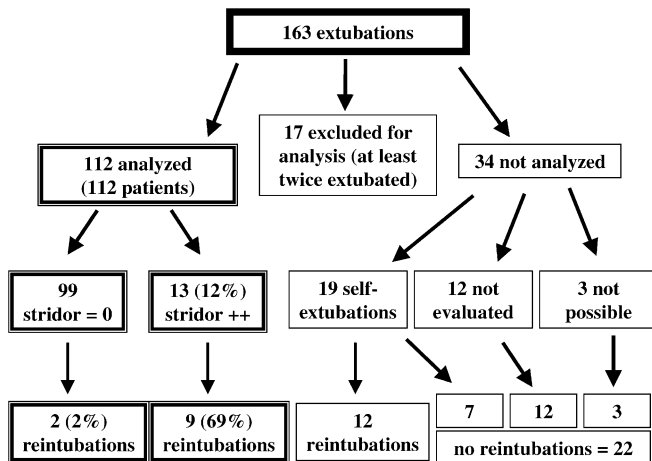 163 extubations
17 excluded for
analysis (at least
twice extubated)
112 analyzed
(112 patients)
34 not analyzed
99
stridor = 0
13 (12%)
stridor ++
19 self-
extubations
12 not
evaluated
3 not
possible
2 (2%)
reintubations
9 (69%)
reintubations
12
reintubations
7
12
3
no reintubations = 22